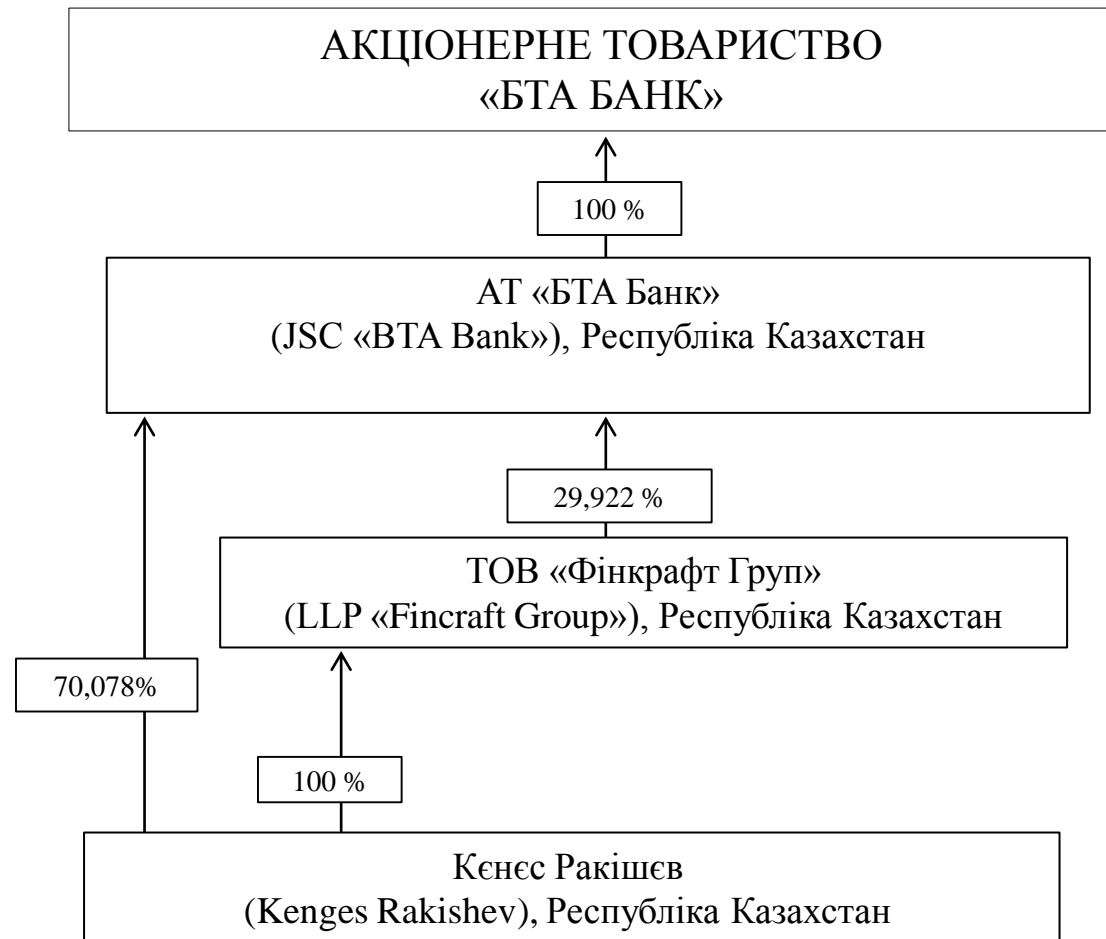 АКЦІОНЕРНЕ ТОВАРИСТВО
«БТА БАНК»
100 %
АТ «БТА Банк»
(JSC «BTA Bank»), Республіка Казахстан
29,922 %
ТОВ «Фінкрафт Груп»
(LLP «Fincraft Group»), Республіка Казахстан
70,078%
100 %
Кєнєс Ракішєв
(Kenges Rakishev), Республіка Казахстан